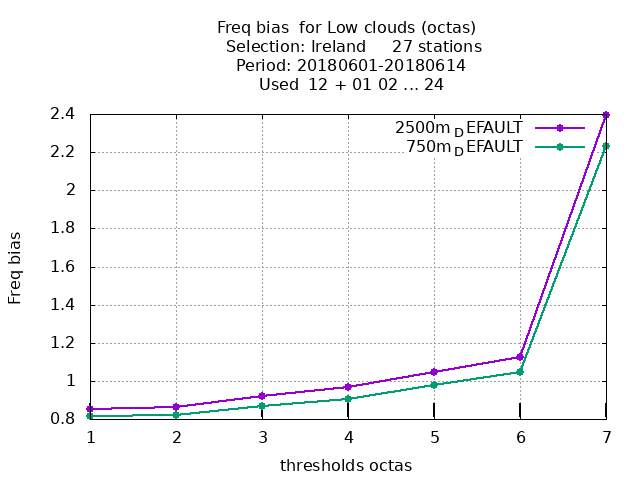 Freq bias  for Low clouds (octas)
Selection: Ireland     27 stations
Period: 20180601-20180614
Used  12 + 01 02 ... 24
2500m_DEFAULT
750m_DEFAULT
2.4
2.2
2
1.8
1.6
1.4
1.2
1
0.8
Freq bias
1 2 3 4 5 6 7
thresholds octas